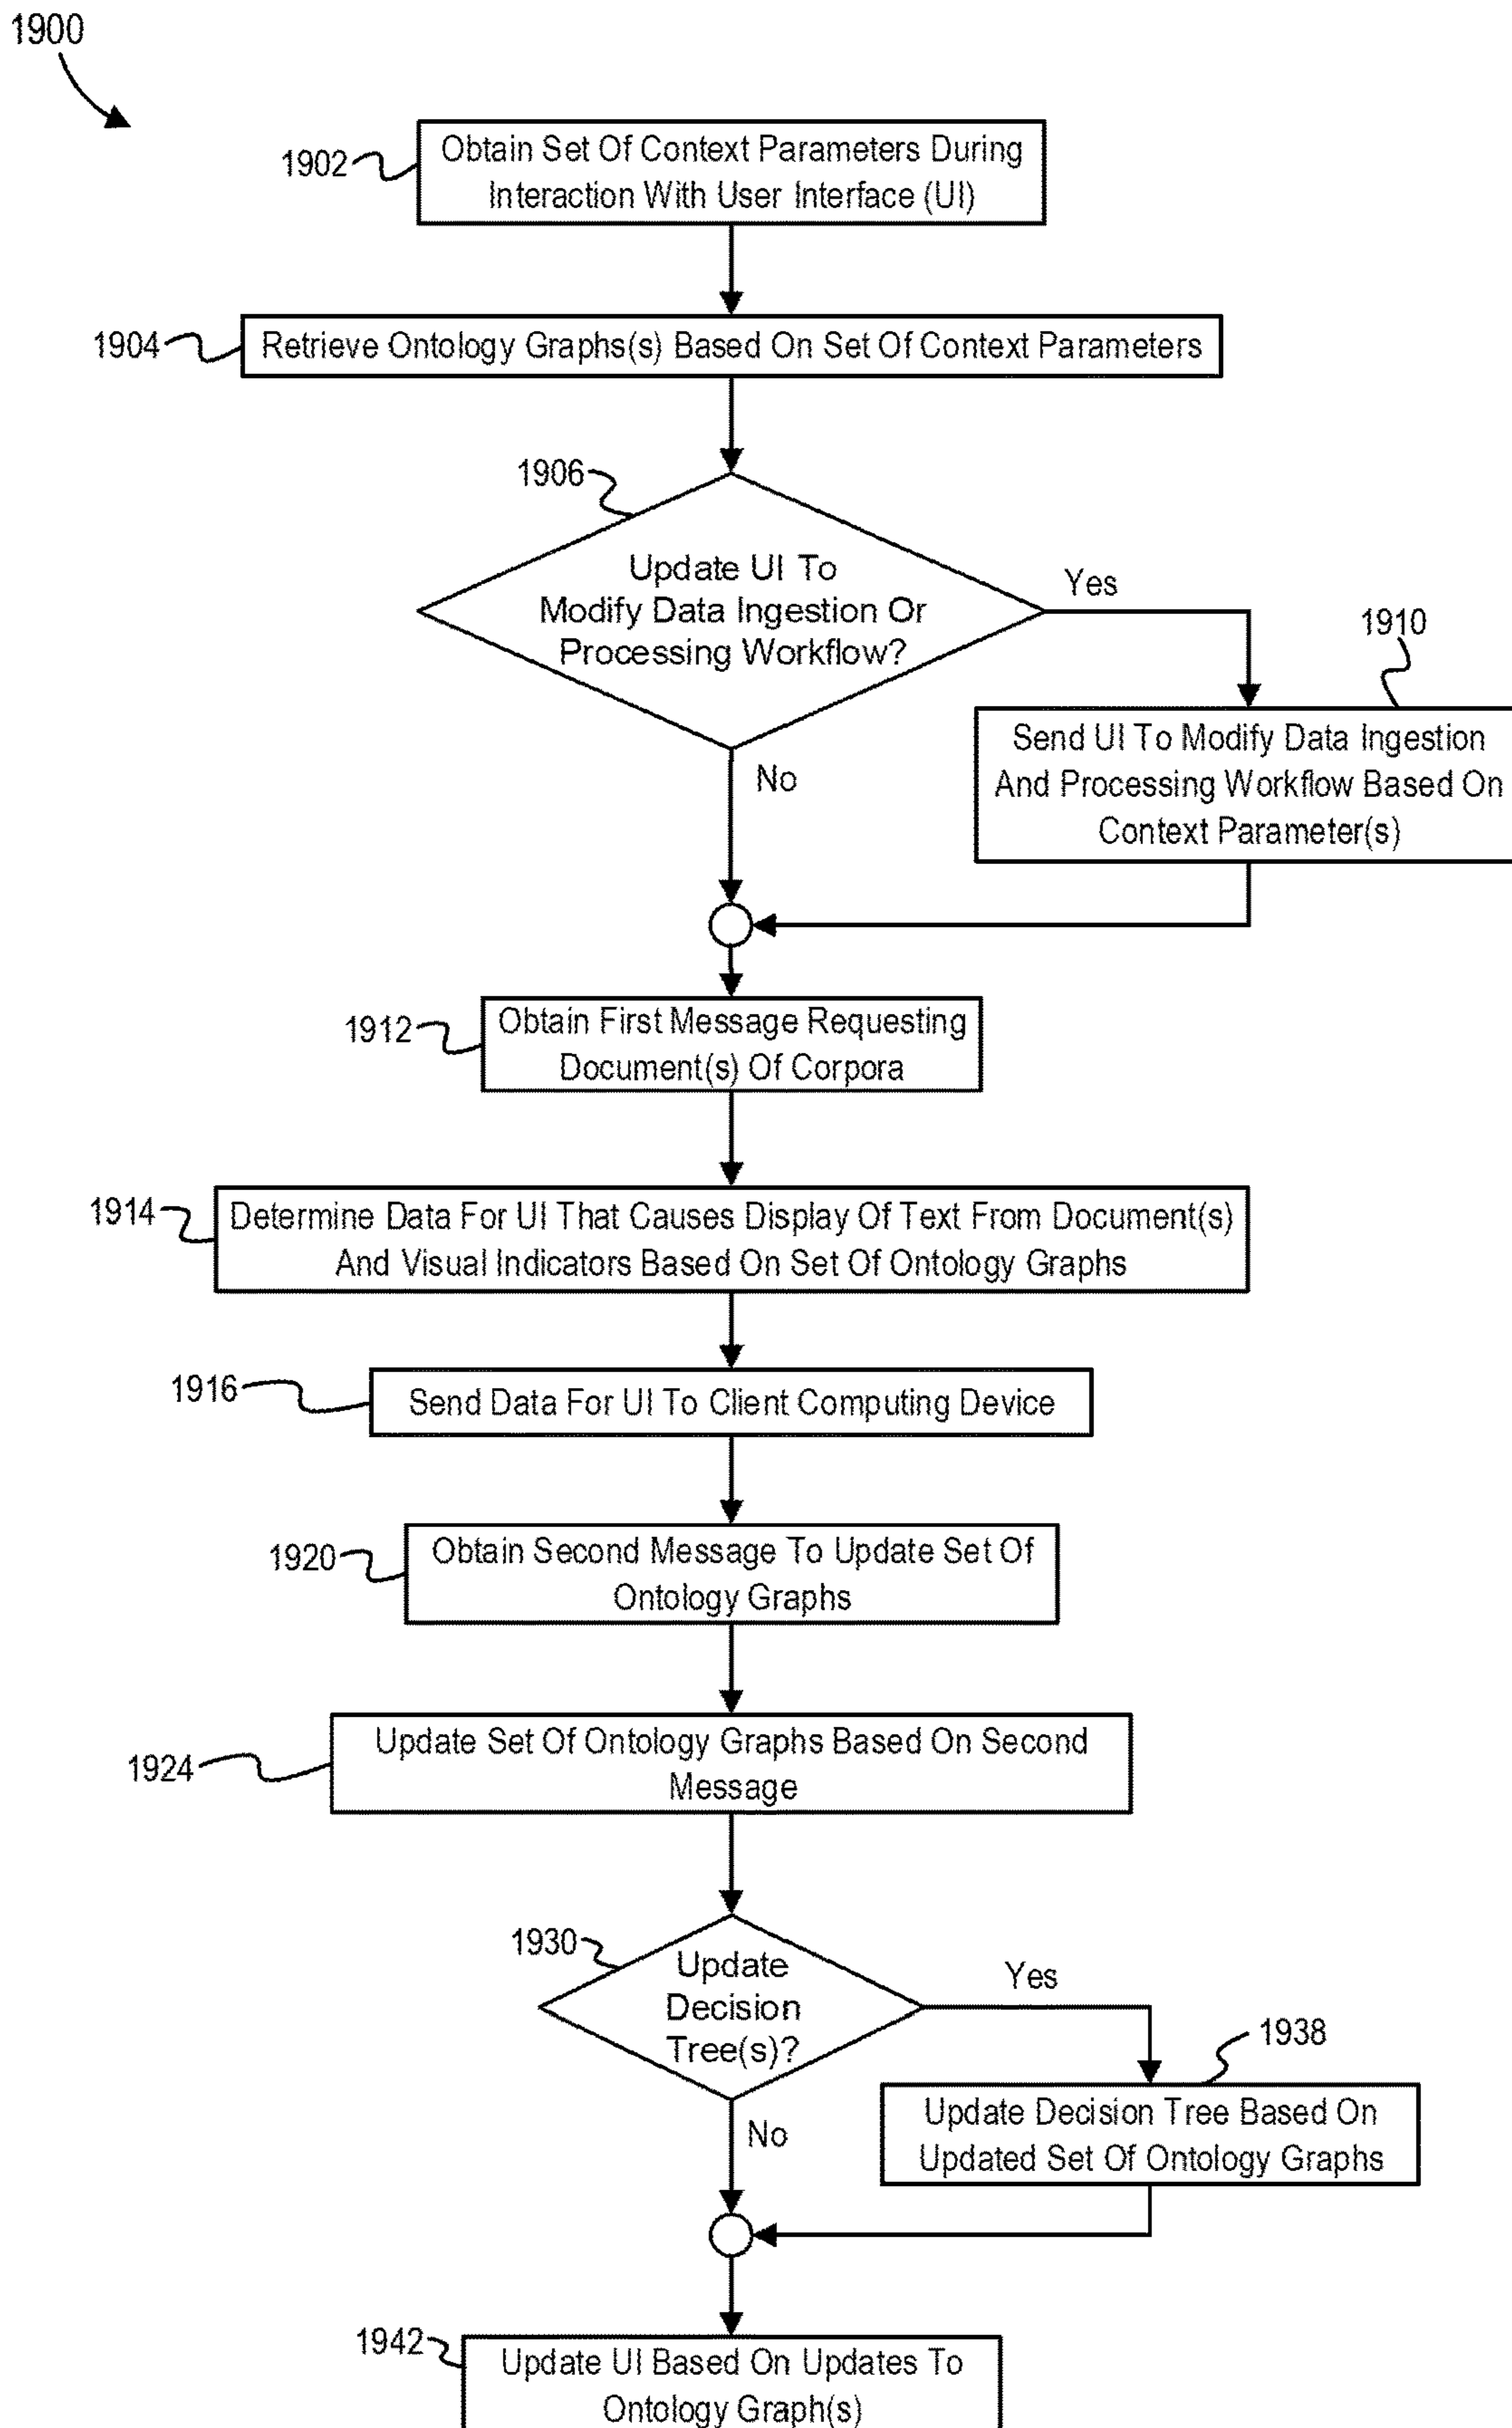 1900
1902
Obtain Set Of Context Parameters During
Interaction With User Interface (UI)
1904
Retrieve Ontology Graphs(s) Based On Set Of Context Parameters
1906
Update UI To
Modify Data Ingestion Or
Processing Workflow?
Yes
1910
Send UI To Modify Data Ingestion
And Processing Workflow Based On
Context Parameter(s)
No
1912
Obtain First Message Requesting
Document(s) Of Corpora
1914
Determine Data For UI That Causes Display Of Text From Document(s)
And Visual Indicators Based On Set Of Ontology Graphs
1916
Send Data For UI To Client Computing Device
1920
Obtain Second Message To Update Set Of
Ontology Graphs
1924
Update Set Of Ontology Graphs Based On Second
Message
1930
Update
Decision
Tree(s)?
Yes
1938
Update Decision Tree Based On
Updated Set Of Ontology Graphs
No
1942
Update UI Based On Updates To
Ontology Graph(s)